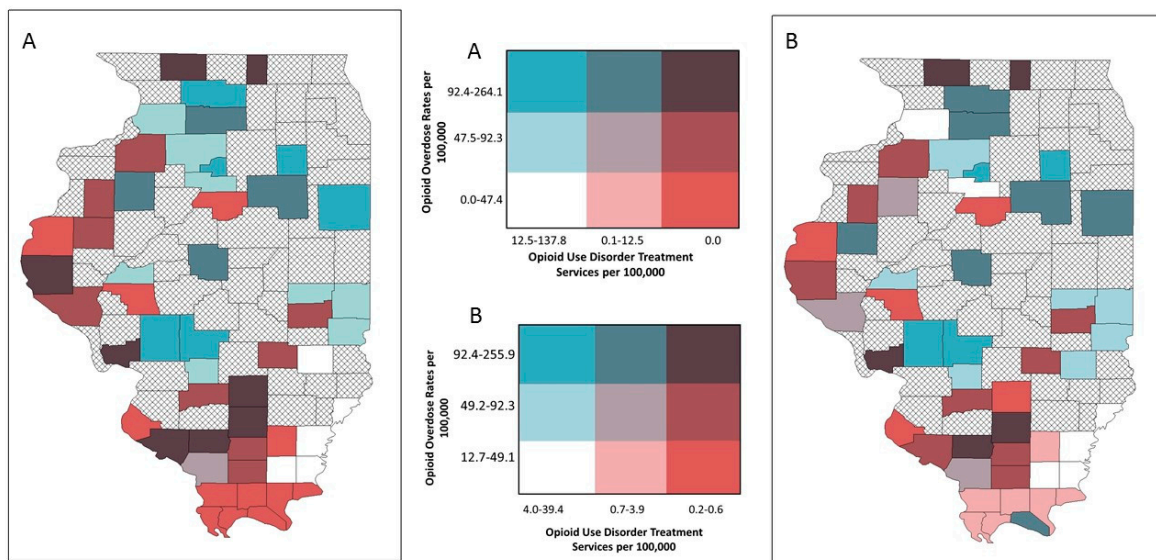 A
A
Opioid Overdose Rates per
100,000
92.4-264.1
47.5-92.3
0.0-47.4
12.5-137.8 0.1-12.5 0.0
Opioid Use Disorder Treatment
Services per 100,000
B
Opioid Overdose Rates per
100,000
92.4-255.9
49.2-92.3
12.7-49.1
4.0-39.4 0.7-3.9 0.2-0.6
Opioid Use Disorder Treatment
Services per 100,000
B